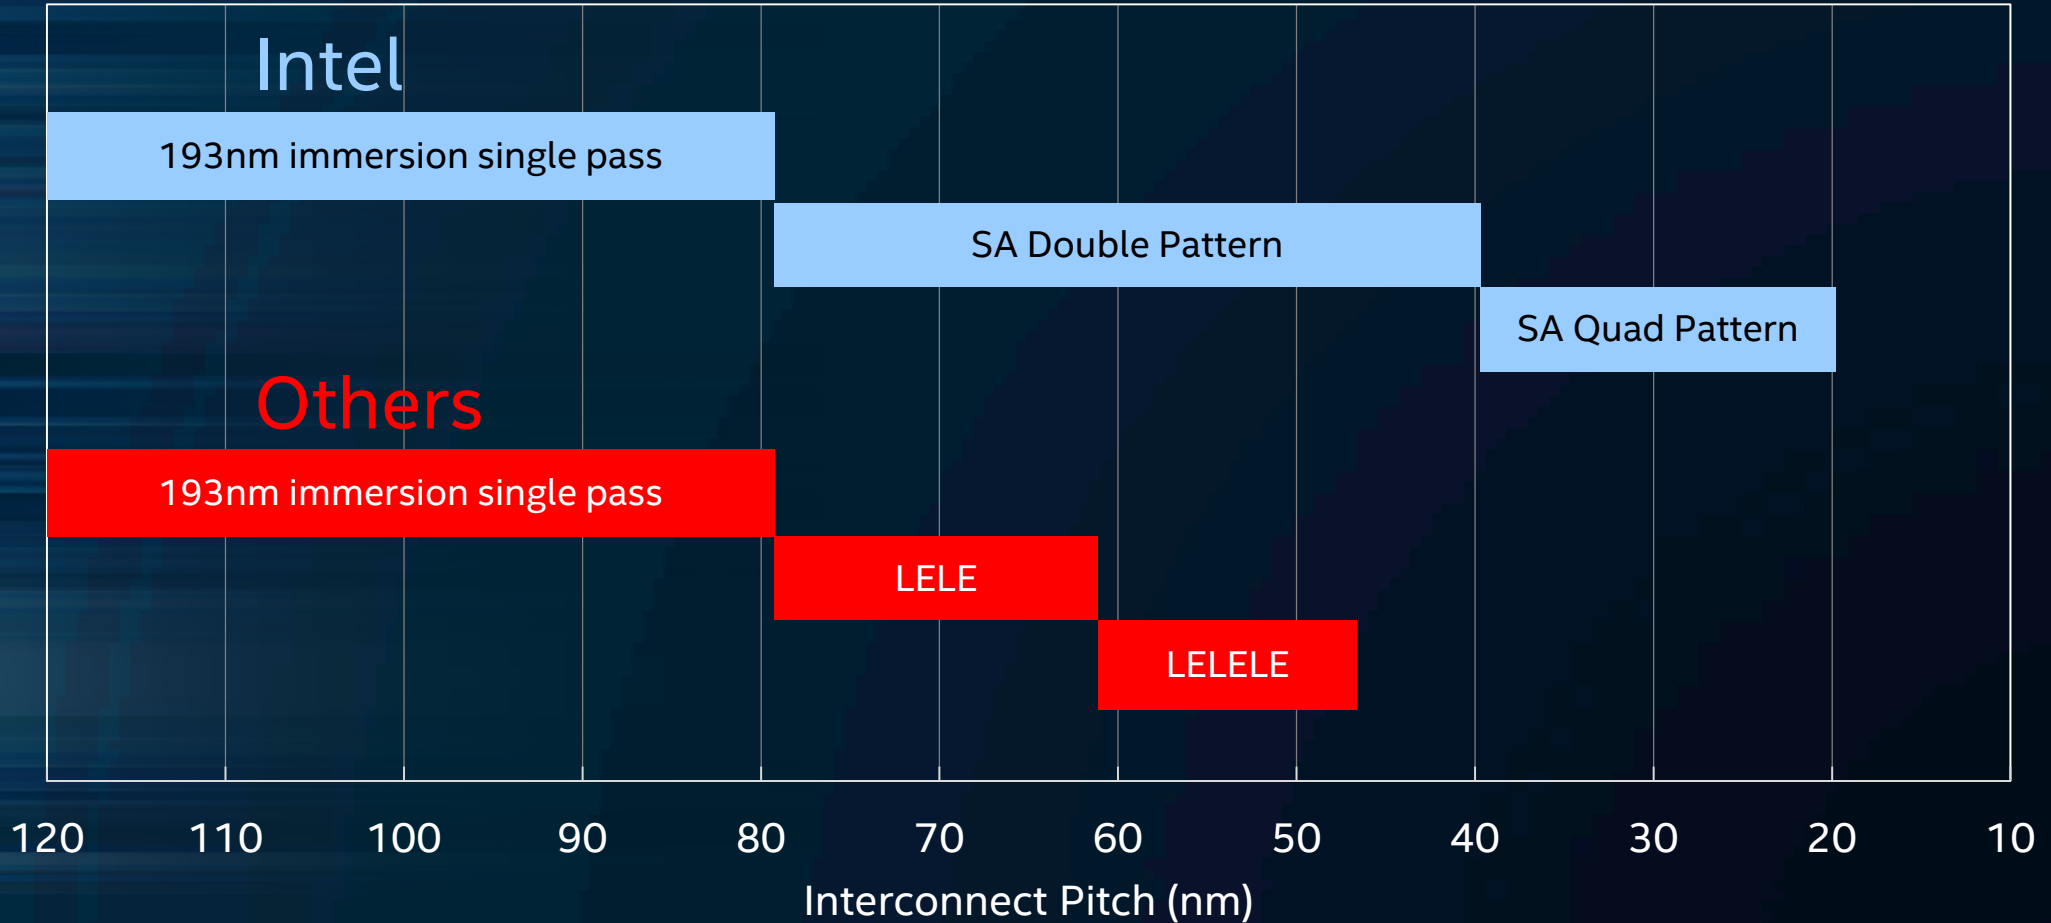 Intel
193nm immersion single pass
SA Double Pattern
SA Quad Pattern
Others
193nm immersion single pass
LELE
LELELE
120 110 100 90 80 70 60 50 40 30 20 10
Interconnect Pitch (nm)